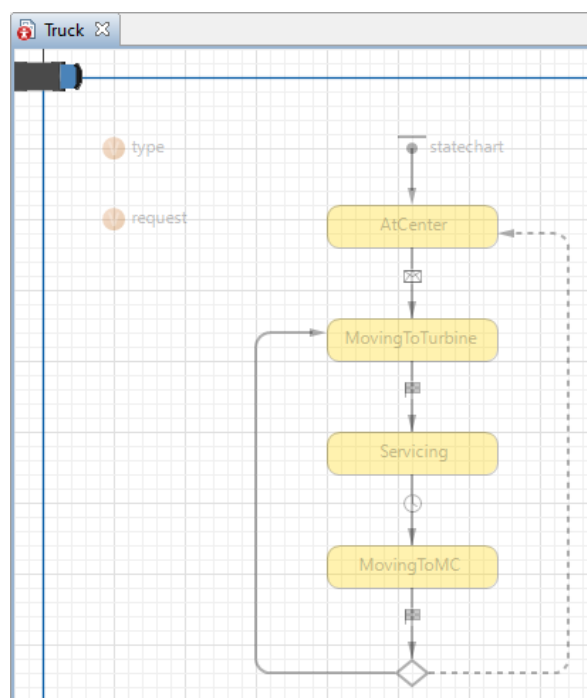 Truck
type
statechart
request
AtCenter
MovingToTurbine
Servicing
MovingToMC